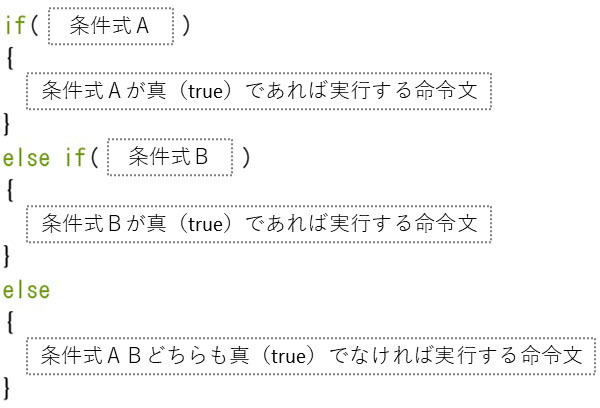 if( 条件式A )
{
条件式Aが真（true）であれば実行する命令文
}
else if( 条件式B )
{
条件式Bが真（true）であれば実行する命令文
}
else
{
条件式ABどちらも真（true）でなければ実行する命令文
}